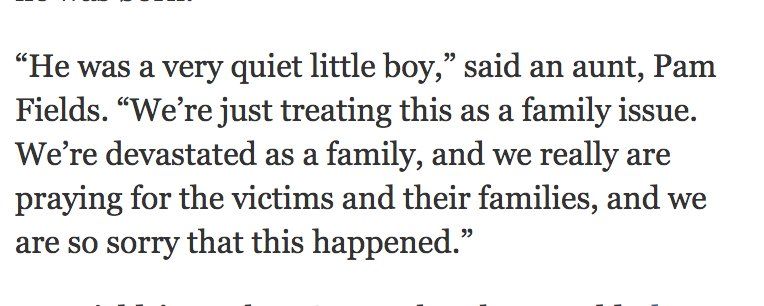 “He was a very quiet little boy,” said an aunt, Pam
Fields. “We’re just treating this as a family issue.
We’re devastated as a family, and we really are
praying for the victims and their families, and we
are so sorry that this happened.”